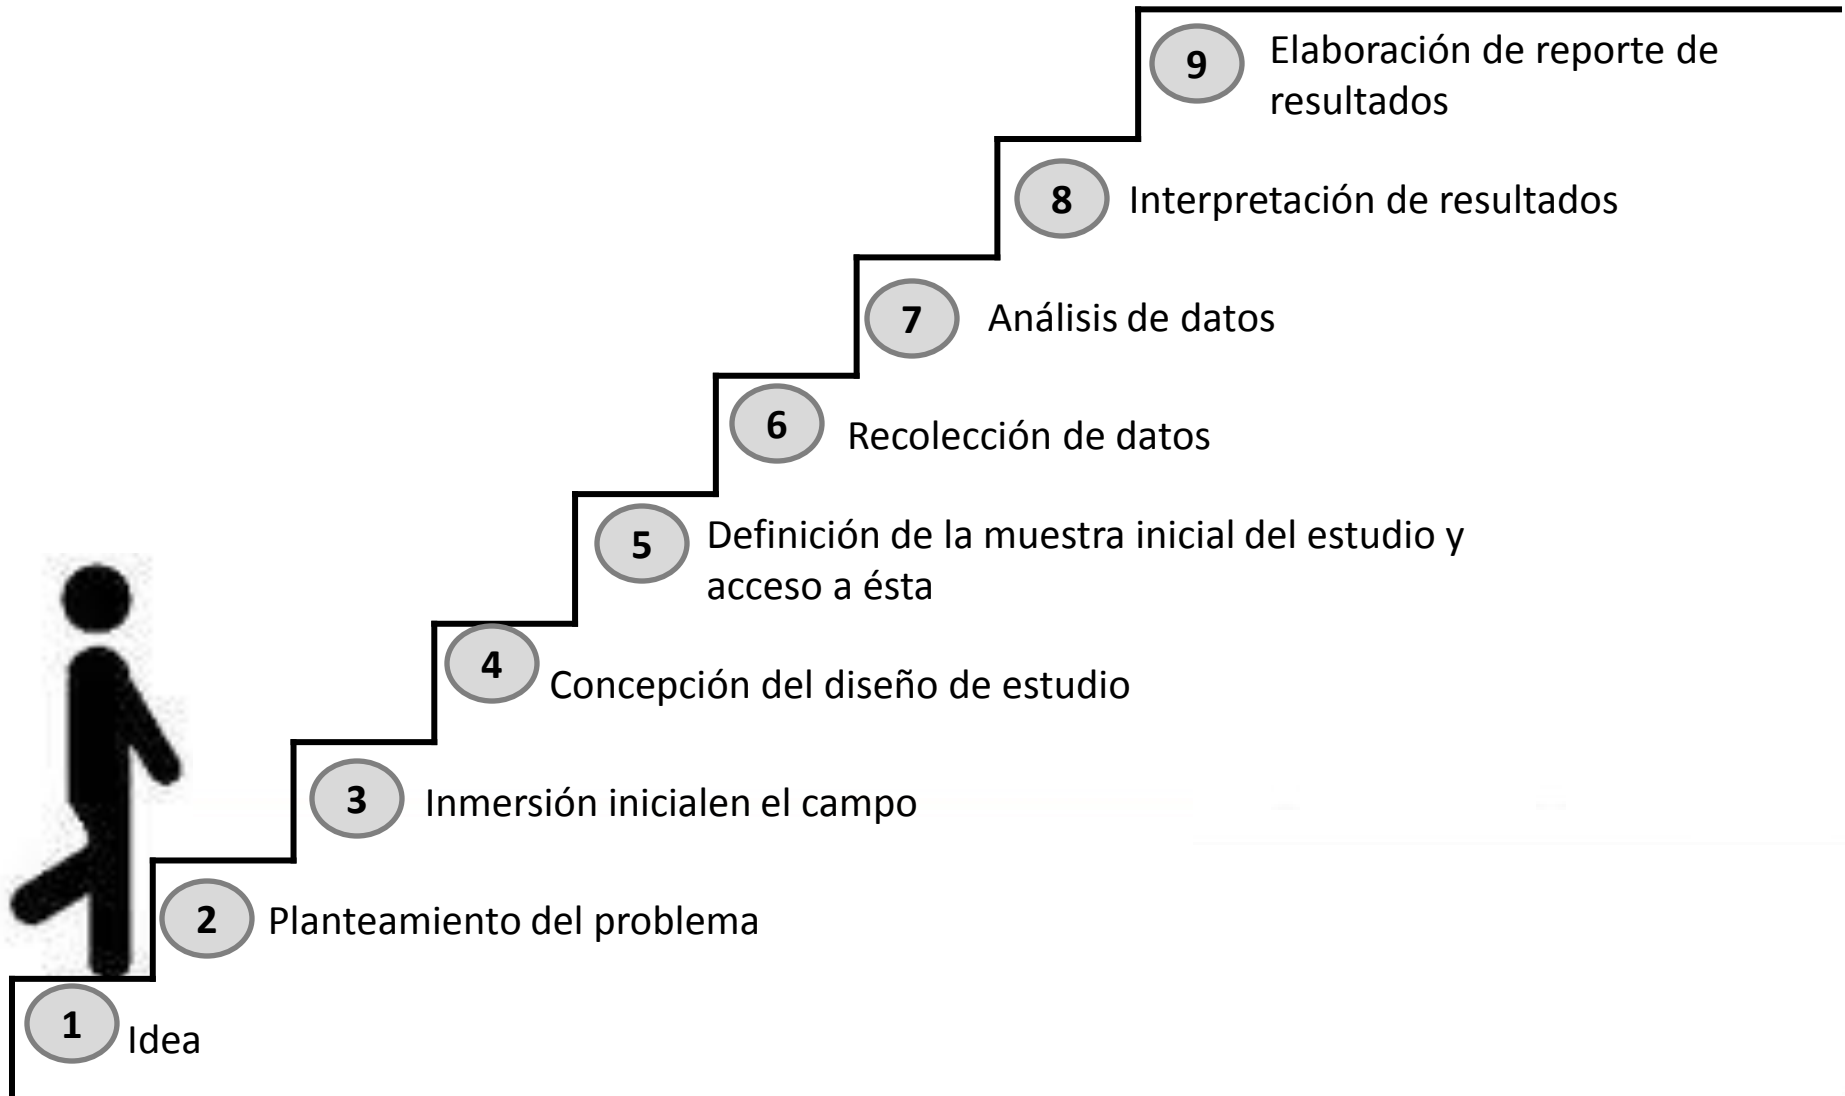 9
Elaboración de reporte de
resultados
8
Interpretación de resultados
7
Análisis de datos
6
Recolección de datos
5
Definición de la muestra inicial del estudio y
acceso a ésta
4
Concepción del diseño de estudio
3
Inmersión inicialen el campo
2
Planteamiento del problema
1
Idea